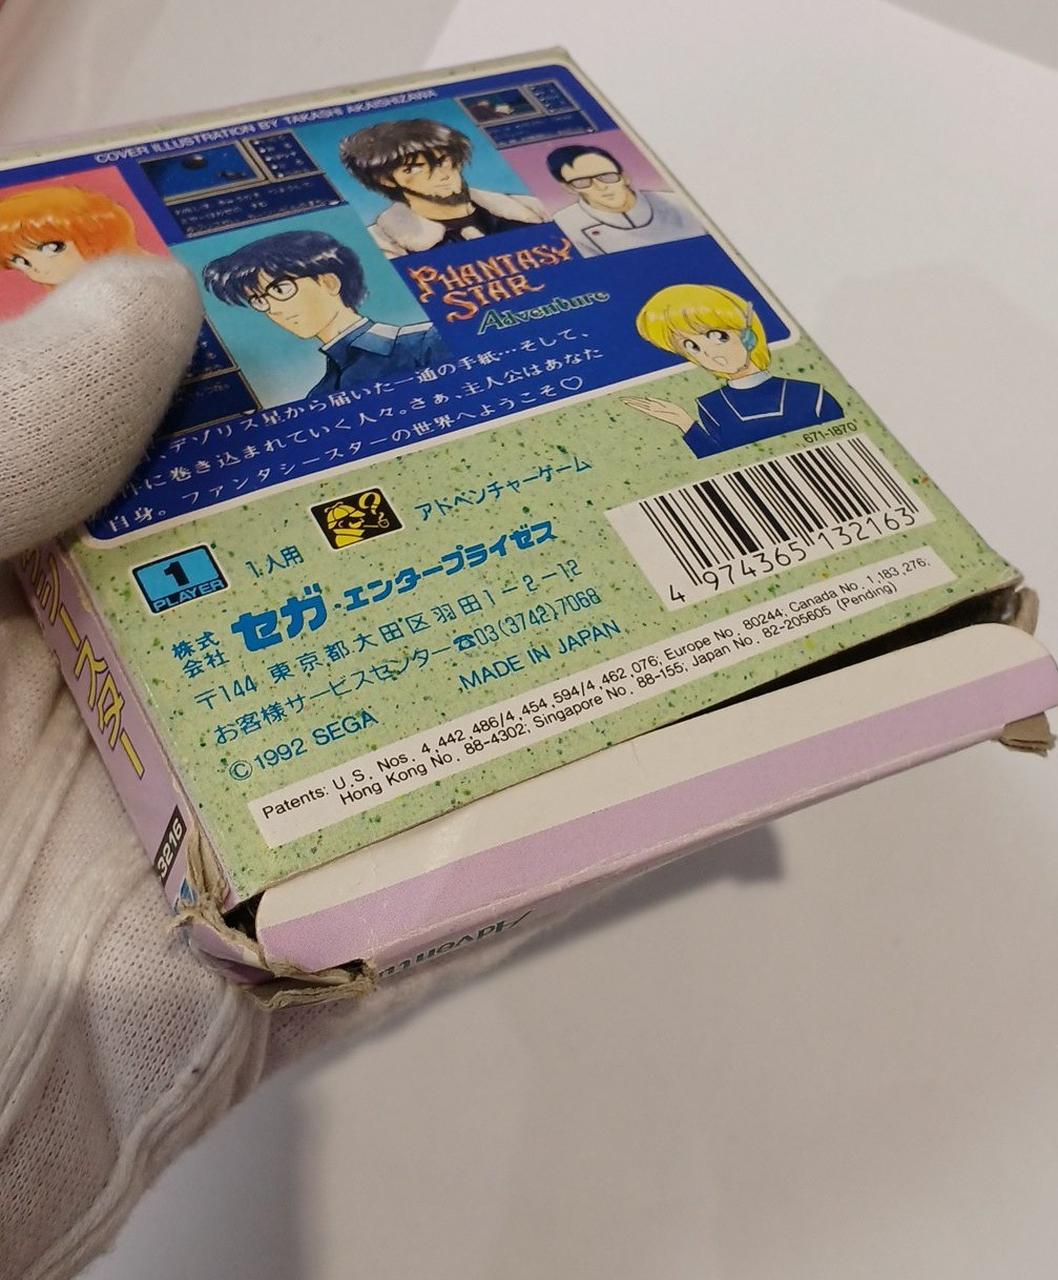 COVER ILLUSTRATION BY TAKASHI AKAISHIZAWA
PHANTASY
STAR
Adventure
デゾリス星から届いた一通の手紙…そして、
に巻き込まれていく人々。さぁ、主人公はあなた
自身。 ファンタシースターの世界へようこそ♡
671-1870
1
PLAYER
1人用
アドベンチャーゲーム
4 974365 132163
株式会社 セガ・エンタープライゼス
〒144 東京都大田区羽田1-2-12
お客様サービスセンター☎03(3742)7068
©1992 SEGA
MADE IN JAPAN
Patents: U.S. Nos. 4,442,486/4,454,594/4,462,076; Europe No. 80244, Canada No. 1,183,276,
Hong Kong No. 88-4302; Singapore No. 88-155; Japan No. 82-205605 (Pending)
シースター
3216
Adventu